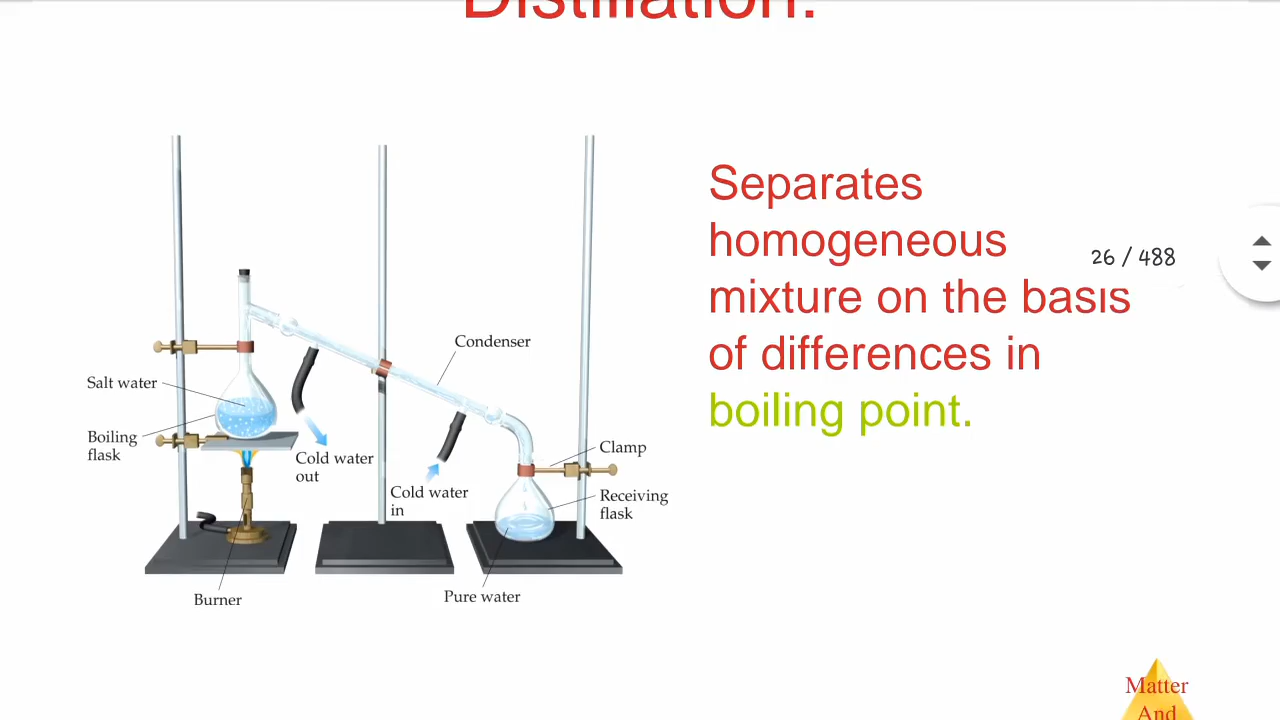 Distillation:
Separates
homogeneous
mixture on the basis
of differences in
boiling point.
26 / 488
Condenser
Salt water
Boiling
flask
Cold water
out
Cold water
in
Clamp
Receiving
flask
Burner
Pure water
Matter
And